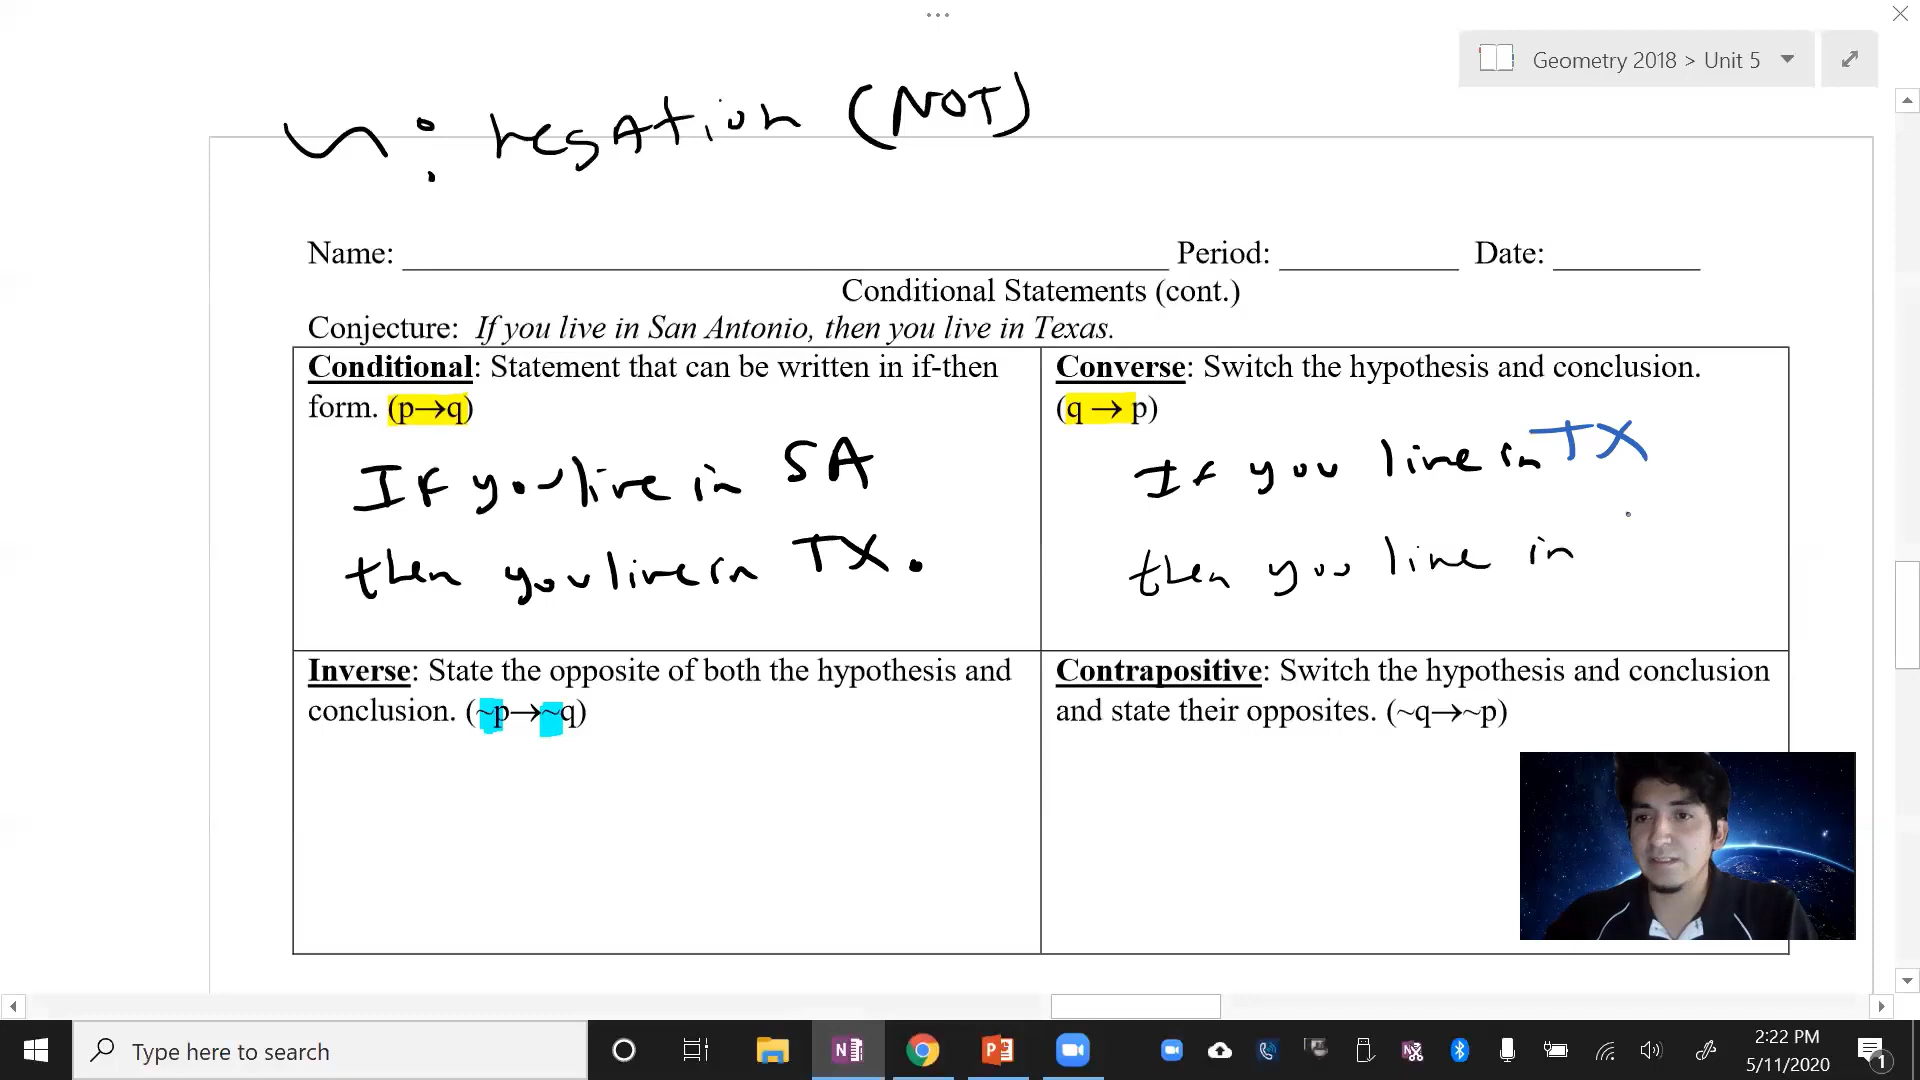 Geometry 2018 > Unit 5
~: negation (NOT)
Name: Period: Date:
Conditional Statements (cont.)
Conjecture: If you live in San Antonio, then you live in Texas.
Conditional: Statement that can be written in if-then
form. (p→q)
If you live in SA
then you live in TX.
Converse: Switch the hypothesis and conclusion.
(q → p)
If you live in TX
then you live in
Inverse: State the opposite of both the hypothesis and
conclusion. (~p→~q)
Contrapositive: Switch the hypothesis and conclusion
and state their opposites. (~q→~p)
Type here to search
2:22 PM
5/11/2020
1